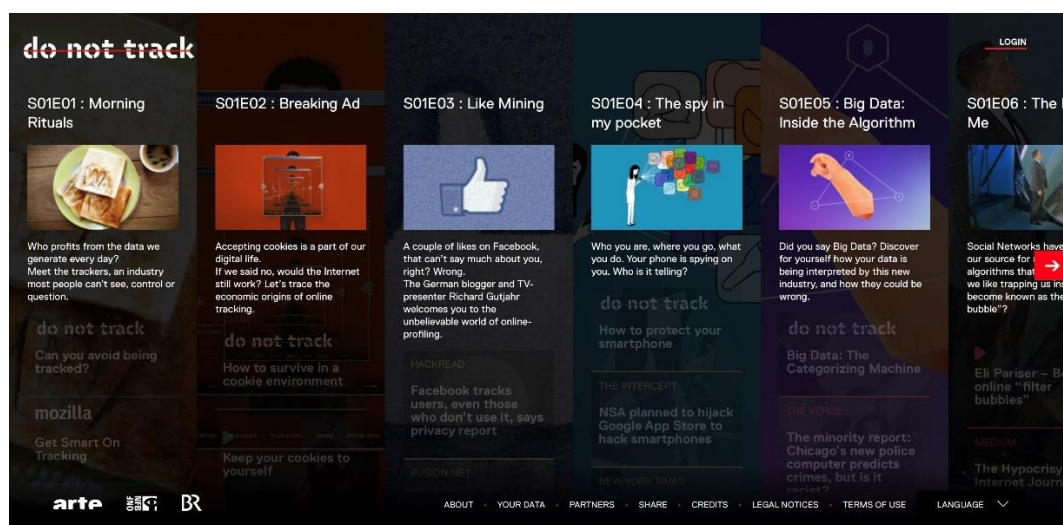 do not track
LOGIN
S01E01 : Morning
Rituals
Who profits from the data we
generate every day?
Meet the trackers, an industry
most people can't see, control or
question.
do not track
Can you avoid being
tracked?
mozilla
Get Smart On
Tracking
S01E02 : Breaking Ad
Accepting cookies is a part of our
digital life.
If we said no, would the Internet
still work? Let's trace the
economic origins of online
tracking.
do not track
How to survive in a
cookie environment
Keep your cookies to
yourself
S01E03 : Like Mining
A couple of likes on Facebook,
that can't say much about you,
right? Wrong.
The German blogger and TV-
presenter Richard Gutjahr
welcomes you to the
unbelievable world of online-
profiling.
HACKREAD
Facebook tracks
users, even those
who don't use it, says
privacy report
FUSION.NET
S01E04 : The spy in
my pocket
Who you are, where you go, what
you do. Your phone is spying on
you. Who is it telling?
do not track
How to protect your
smartphone
THE INTERCEPT
NSA planned to hijack
Google App Store to
hack smartphones
NEW YORK TIMES
S01E05 : Big Data:
Inside the Algorithm
Did you say Big Data? Discover
for yourself how your data is
being interpreted by this new
industry, and how they could be
wrong.
do not track
Big Data: The
Categorizing Machine
THE VERGE
The minority report:
Chicago's new police
computer predicts
crimes, but is it
racist?
S01E06 : The
Me
Social Networks have
our source for
algorithms that
we like trapping us
become known as the
bubble"?
Eli Pariser –
online "filter
bubbles"
MEDIUM
The Hypocrisy
Internet
arte
BR
ABOUT • YOUR DATA • PARTNERS • SHARE • CREDITS • LEGAL NOTICES • TERMS OF USE
LANGUAGE